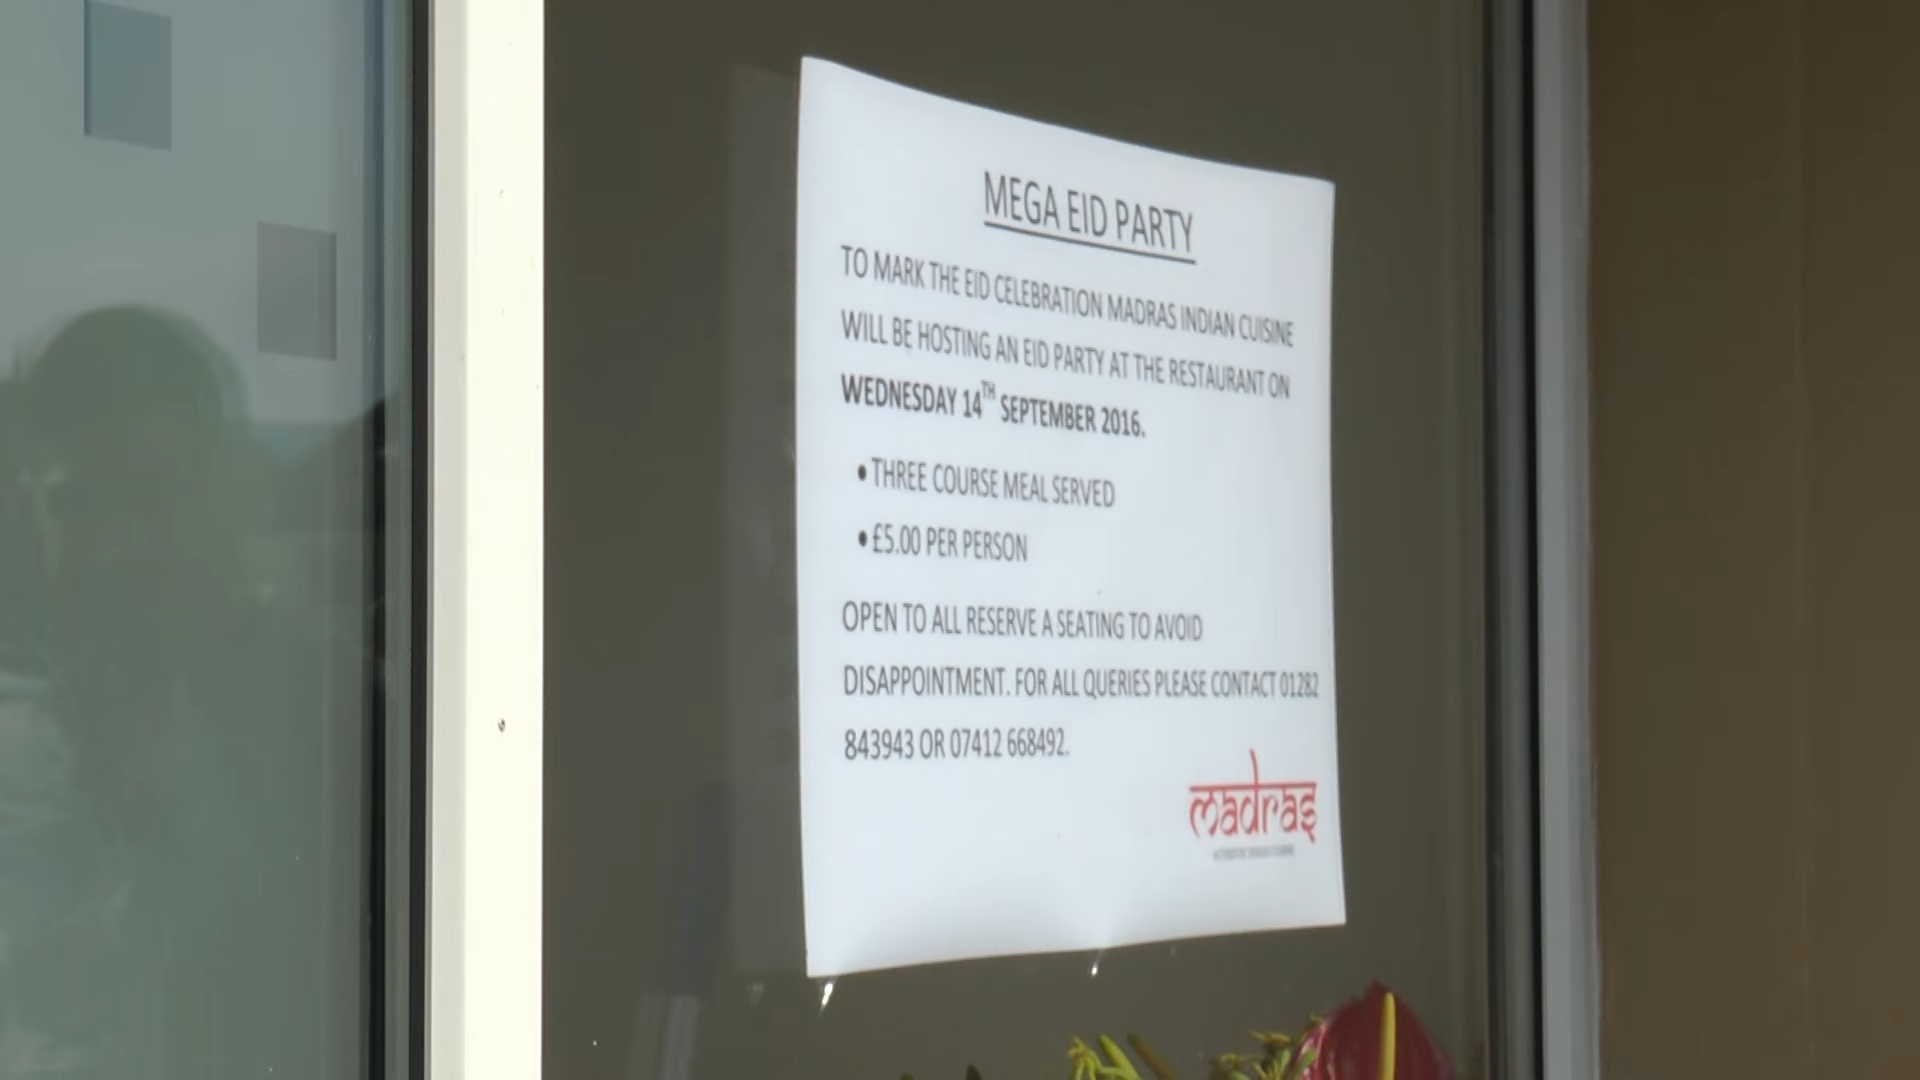 MEGA EID PARTY
TO MARK THE EID CELEBRATION MADRAS INDIAN CUISINE
WILL BE HOSTING AN EID PARTY AT THE RESTAURANT ON
WEDNESDAY 14TH SEPTEMBER 2016.
• THREE COURSE MEAL SERVED
• £5.00 PER PERSON
OPEN TO ALL RESERVE A SEATING TO AVOID
DISAPPOINTMENT. FOR ALL QUERIES PLEASE CONTACT 01282
843943 OR 07412 668492.
madras